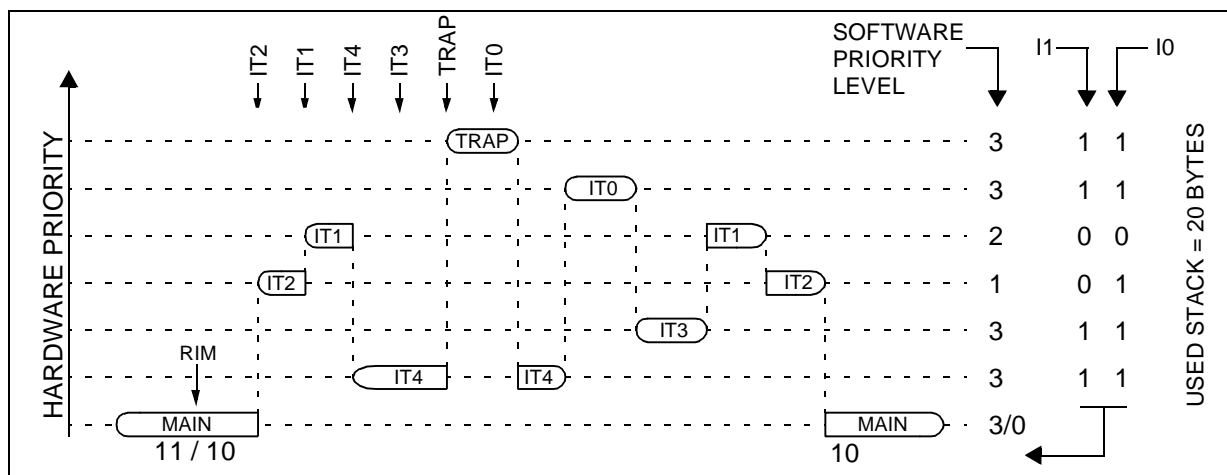 IT2
IT1
IT4
IT3
TRAP
IT0
SOFTWARE
PRIORITY
LEVEL
I1
I0
HARDWARE PRIORITY
TRAP
3
1 1
IT0
3
1 1
IT1
IT1
2
0 0
IT2
IT2
1
0 1
IT3
3
1 1
RIM
IT4
IT4
3
1 1
MAIN
MAIN
3/0
11 / 10
10
USED STACK = 20 BYTES